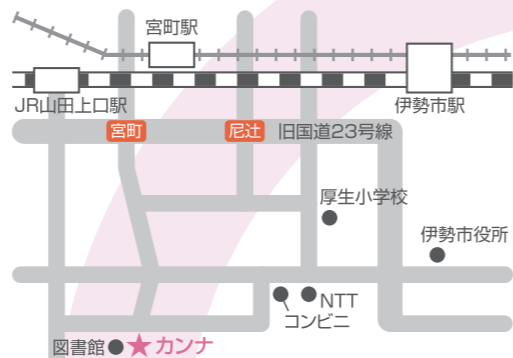 宮町駅
JR山田上口駅
伊勢市駅
宮町
尼辻
旧国道23号線
厚生小学校
伊勢市役所
NTT
コンビニ
図書館
カンナ